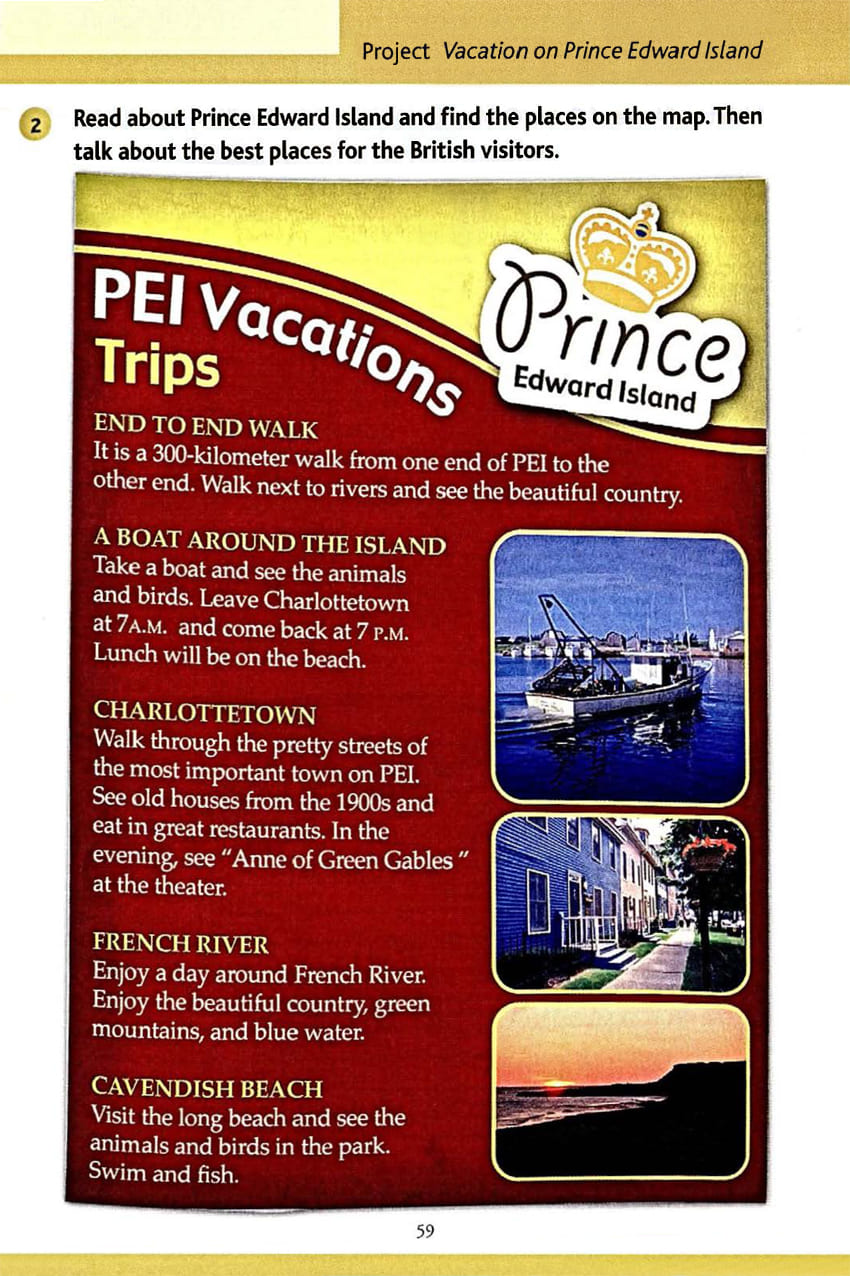 Project Vacation on Prince Edward Island
2 Read about Prince Edward Island and find the places on the map. Then
talk about the best places for the British visitors.
Prince
Edward Island
PEI Vacations
Trips
END TO END WALK
It is a 300-kilometer walk from one end of PEI to the
other end. Walk next to rivers and see the beautiful country.
A BOAT AROUND THE ISLAND
Take a boat and see the animals
and birds. Leave Charlottetown
at 7A.M. and come back at 7 P.M.
Lunch will be on the beach.
CHARLOTTETOWN
Walk through the pretty streets of
the most important town on PEI.
See old houses from the 1900s and
eat in great restaurants. In the
evening, see "Anne of Green Gables "
at the theater.
FRENCH RIVER
Enjoy a day around French River.
Enjoy the beautiful country, green
mountains, and blue water.
CAVENDISH BEACH
Visit the long beach and see the
animals and birds in the park.
Swim and fish.
59